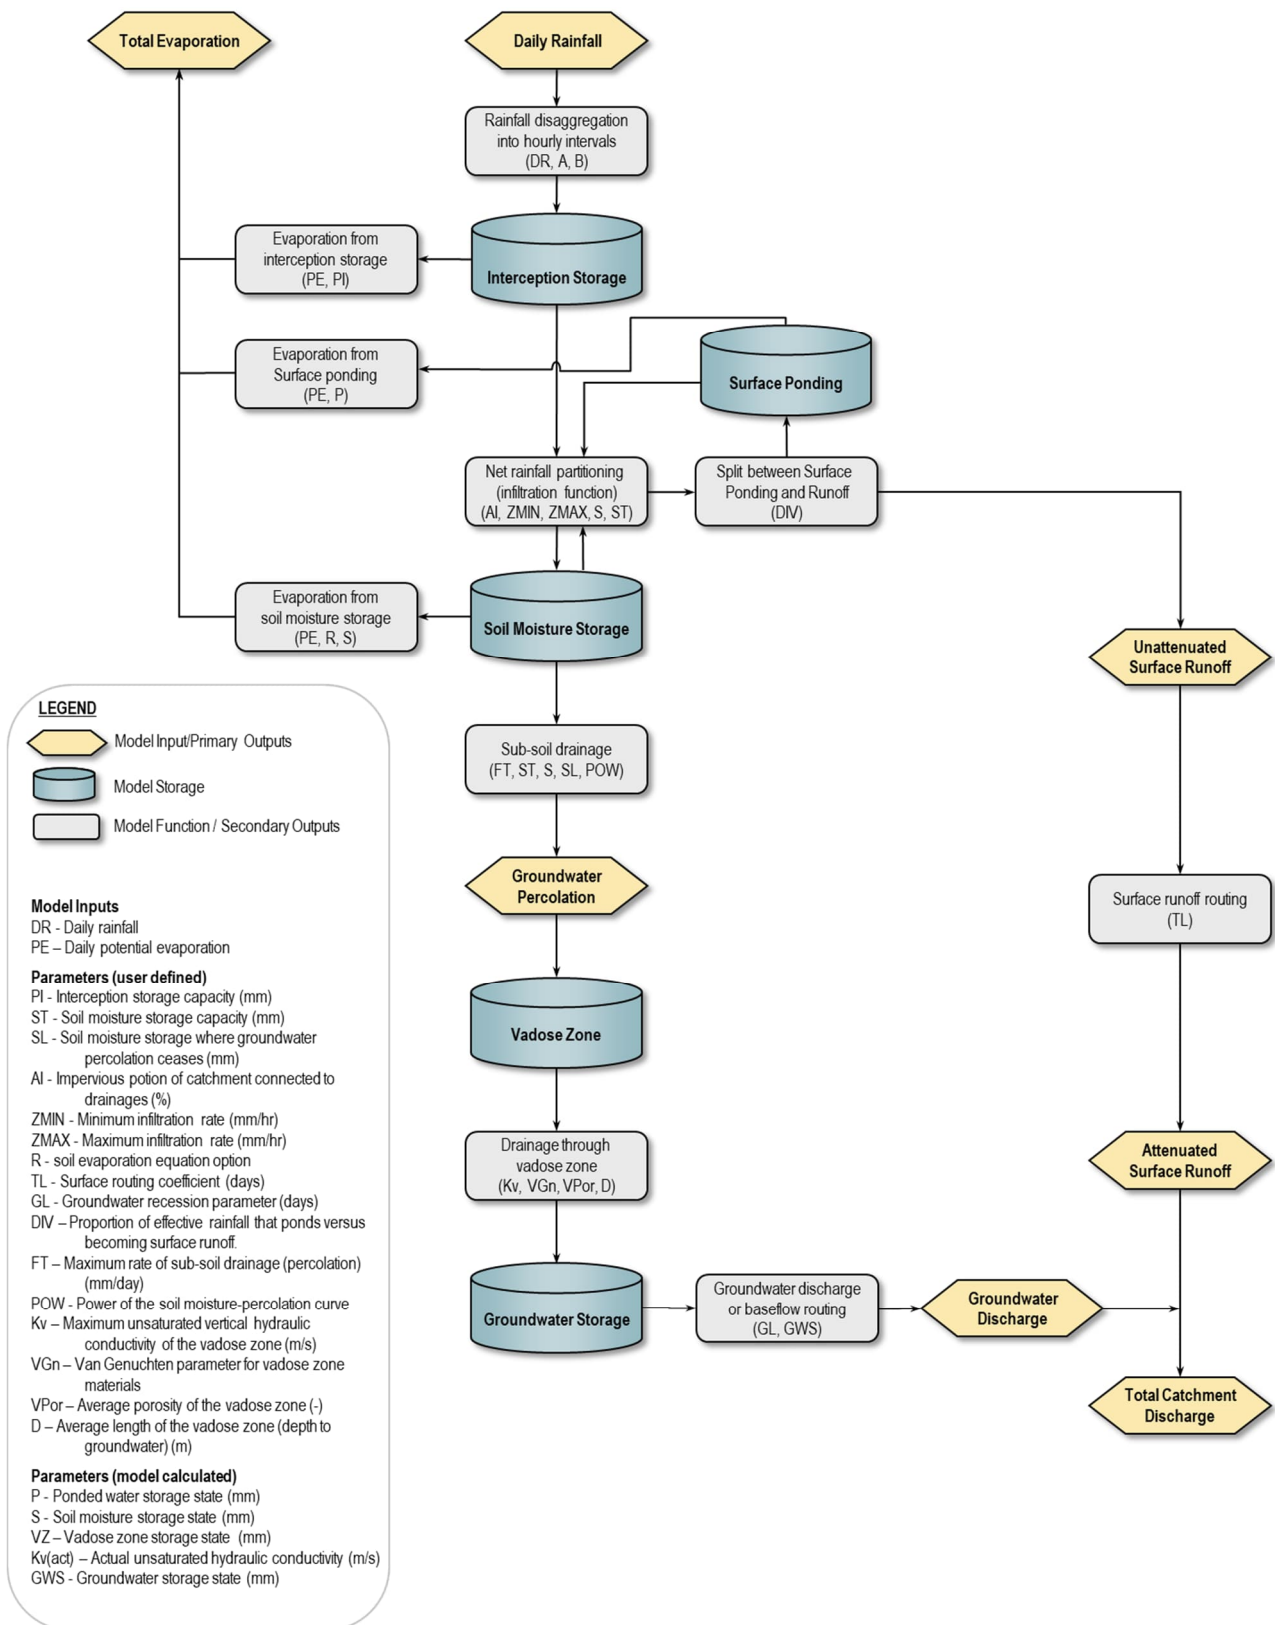 Total Evaporation
Daily Rainfall
Rainfall disaggregation
into hourly intervals
(DR, A, B)
Evaporation from
interception storage
(PE, PI)
Interception Storage
Evaporation from
Surface ponding
(PE, P)
Surface Ponding
Net rainfall partitioning
(infiltration function)
(AI, ZMIN, ZMAX, S, ST)
Split between Surface
Ponding and Runoff
(DIV)
Evaporation from
soil moisture storage
(PE, R, S)
Soil Moisture Storage
Unattenuated
Surface Runoff
Sub-soil drainage
(FT, ST, S, SL, POW)
Groundwater
Percolation
Surface runoff routing
(TL)
Vadose Zone
Drainage through
vadose zone
(Kv, VGn, VPor, D)
Attenuated
Surface Runoff
Groundwater Storage
Groundwater discharge
or baseflow routing
(GL, GWS)
Groundwater
Discharge
Total Catchment
Discharge
LEGEND
Model Input/Primary Outputs
Model Storage
Model Function / Secondary Outputs
Model Inputs
DR - Daily rainfall
PE – Daily potential evaporation
Parameters (user defined)
PI - Interception storage capacity (mm)
ST - Soil moisture storage capacity (mm)
SL - Soil moisture storage where groundwater
percolation ceases (mm)
AI - Impervious potion of catchment connected to
drainages (%)
ZMIN - Minimum infiltration rate (mm/hr)
ZMAX - Maximum infiltration rate (mm/hr)
R - soil evaporation equation option
TL - Surface routing coefficient (days)
GL - Groundwater recession parameter (days)
DIV – Proportion of effective rainfall that ponds versus
becoming surface runoff.
FT – Maximum rate of sub-soil drainage (percolation)
(mm/day)
POW - Power of the soil moisture-percolation curve
Kv – Maximum unsaturated vertical hydraulic
conductivity of the vadose zone (m/s)
VGn – Van Genuchten parameter for vadose zone
materials
VPor – Average porosity of the vadose zone (-)
D – Average length of the vadose zone (depth to
groundwater) (m)
Parameters (model calculated)
P - Ponded water storage state (mm)
S - Soil moisture storage state (mm)
VZ – Vadose zone storage state (mm)
Kv(act) – Actual unsaturated hydraulic conductivity (m/s)
GWS - Groundwater storage state (mm)